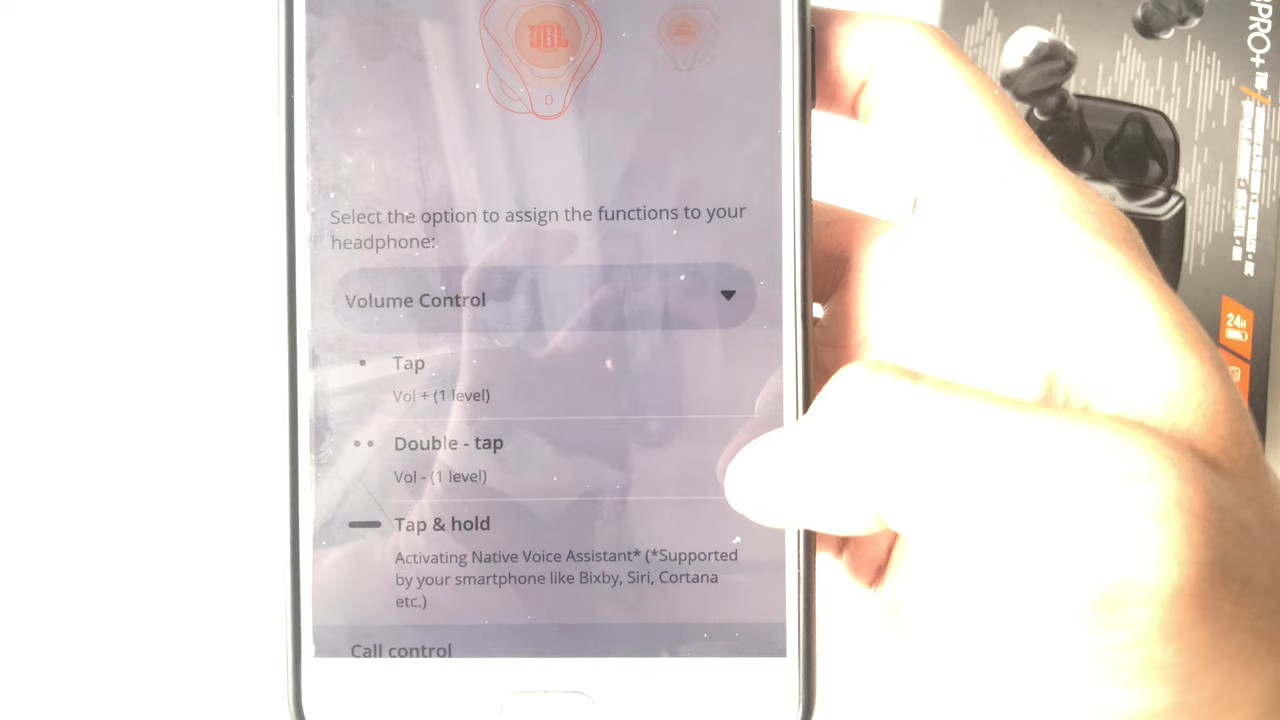 JBL
JBL
Select the option to assign the functions to your
headphone:
Volume Control
Tap
Vol + (1 level)
Double - tap
Vol - (1 level)
Tap & hold
Activating Native Voice Assistant* (*Supported
by your smartphone like Bixby, Siri, Cortana
etc.)
Call control
PRO+
24H